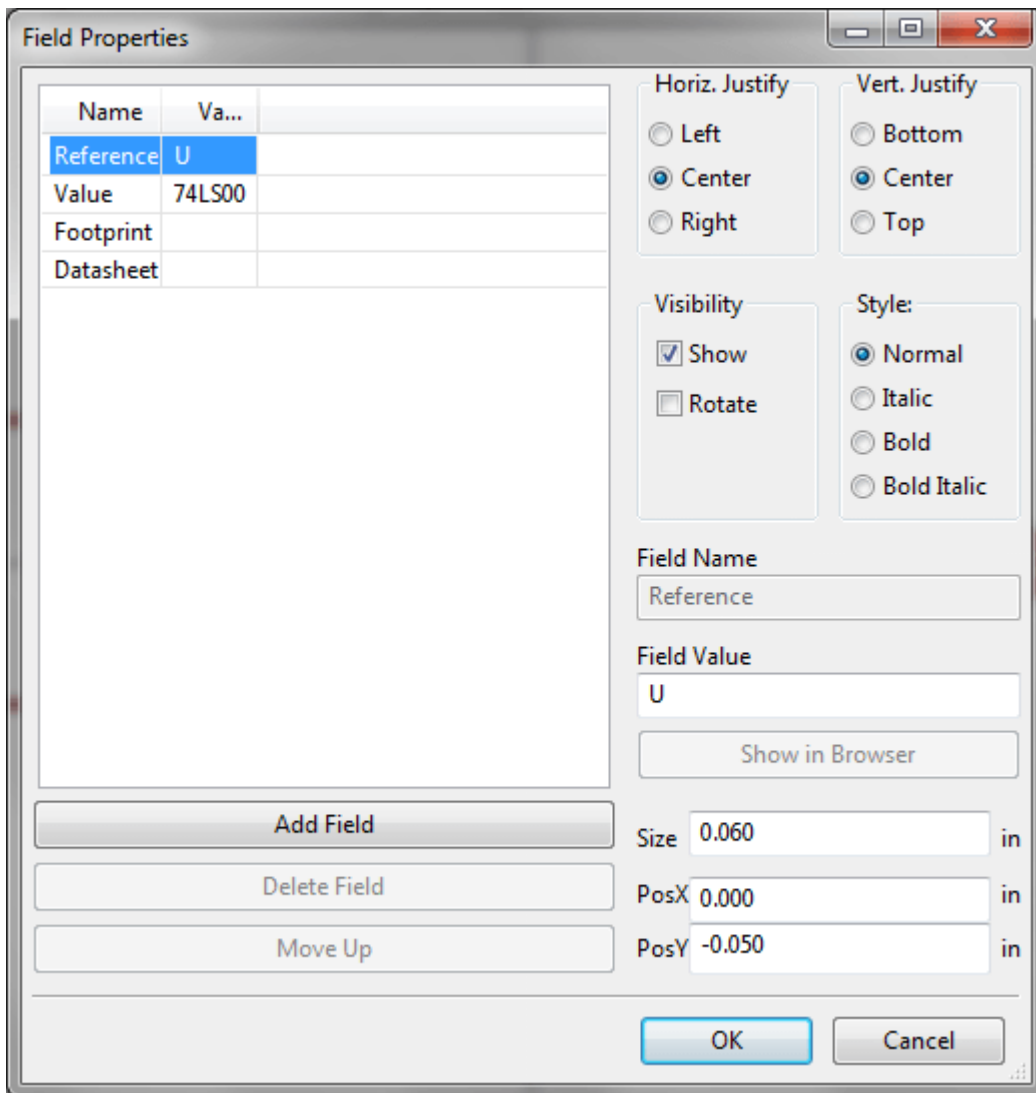 Field Properties
Name Va...
Reference U
Value 74LS00
Footprint
Datasheet
Add Field
Delete Field
Move Up
Horiz. Justify
Left
Center
Right
Vert. Justify
Bottom
Center
Top
Visibility
Show
Rotate
Style:
Normal
Italic
Bold
Bold Italic
Field Name
Reference
Field Value
U
Show in Browser
Size 0.060 in
PosX 0.000 in
PosY -0.050 in
OK Cancel